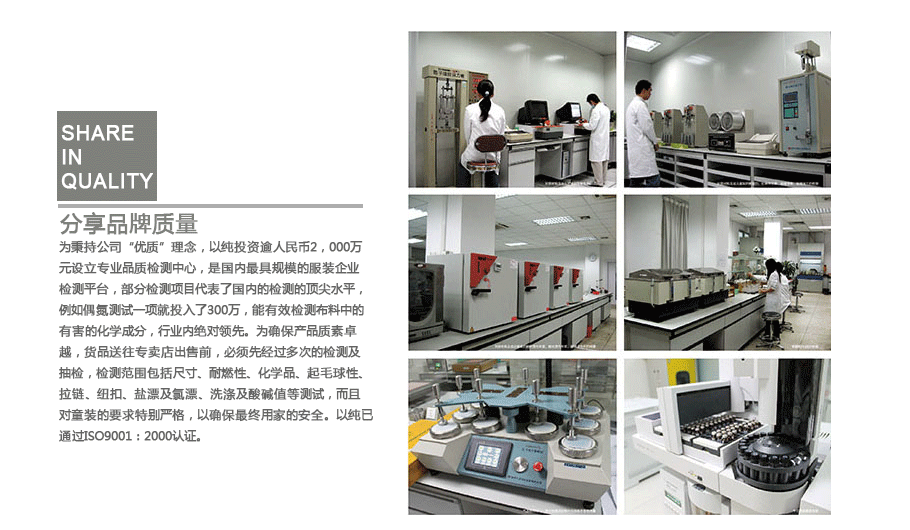 SHARE
IN
QUALITY
分享品牌质量
为秉持公司“优质”理念，以纯投资逾人民币2，000万
元设立专业品质检测中心，是国内最具规模的服装企业
检测平台，部分检测项目代表了国内的检测的顶尖水平，
例如偶氮测试一项就投入了300万，能有效检测布料中的
有害的化学成分，行业内绝对领先。为确保产品质素卓
越，货品送往专卖店出售前，必须先经过多次的检测及
抽检，检测范围包括尺寸、耐燃性、化学品、起毛球性、
拉链、纽扣、盐漂及氯漂、洗涤及酸碱值等测试，而且
对童装的要求特别严格，以确保最终用家的安全。以纯已
通过ISO9001：2000认证。